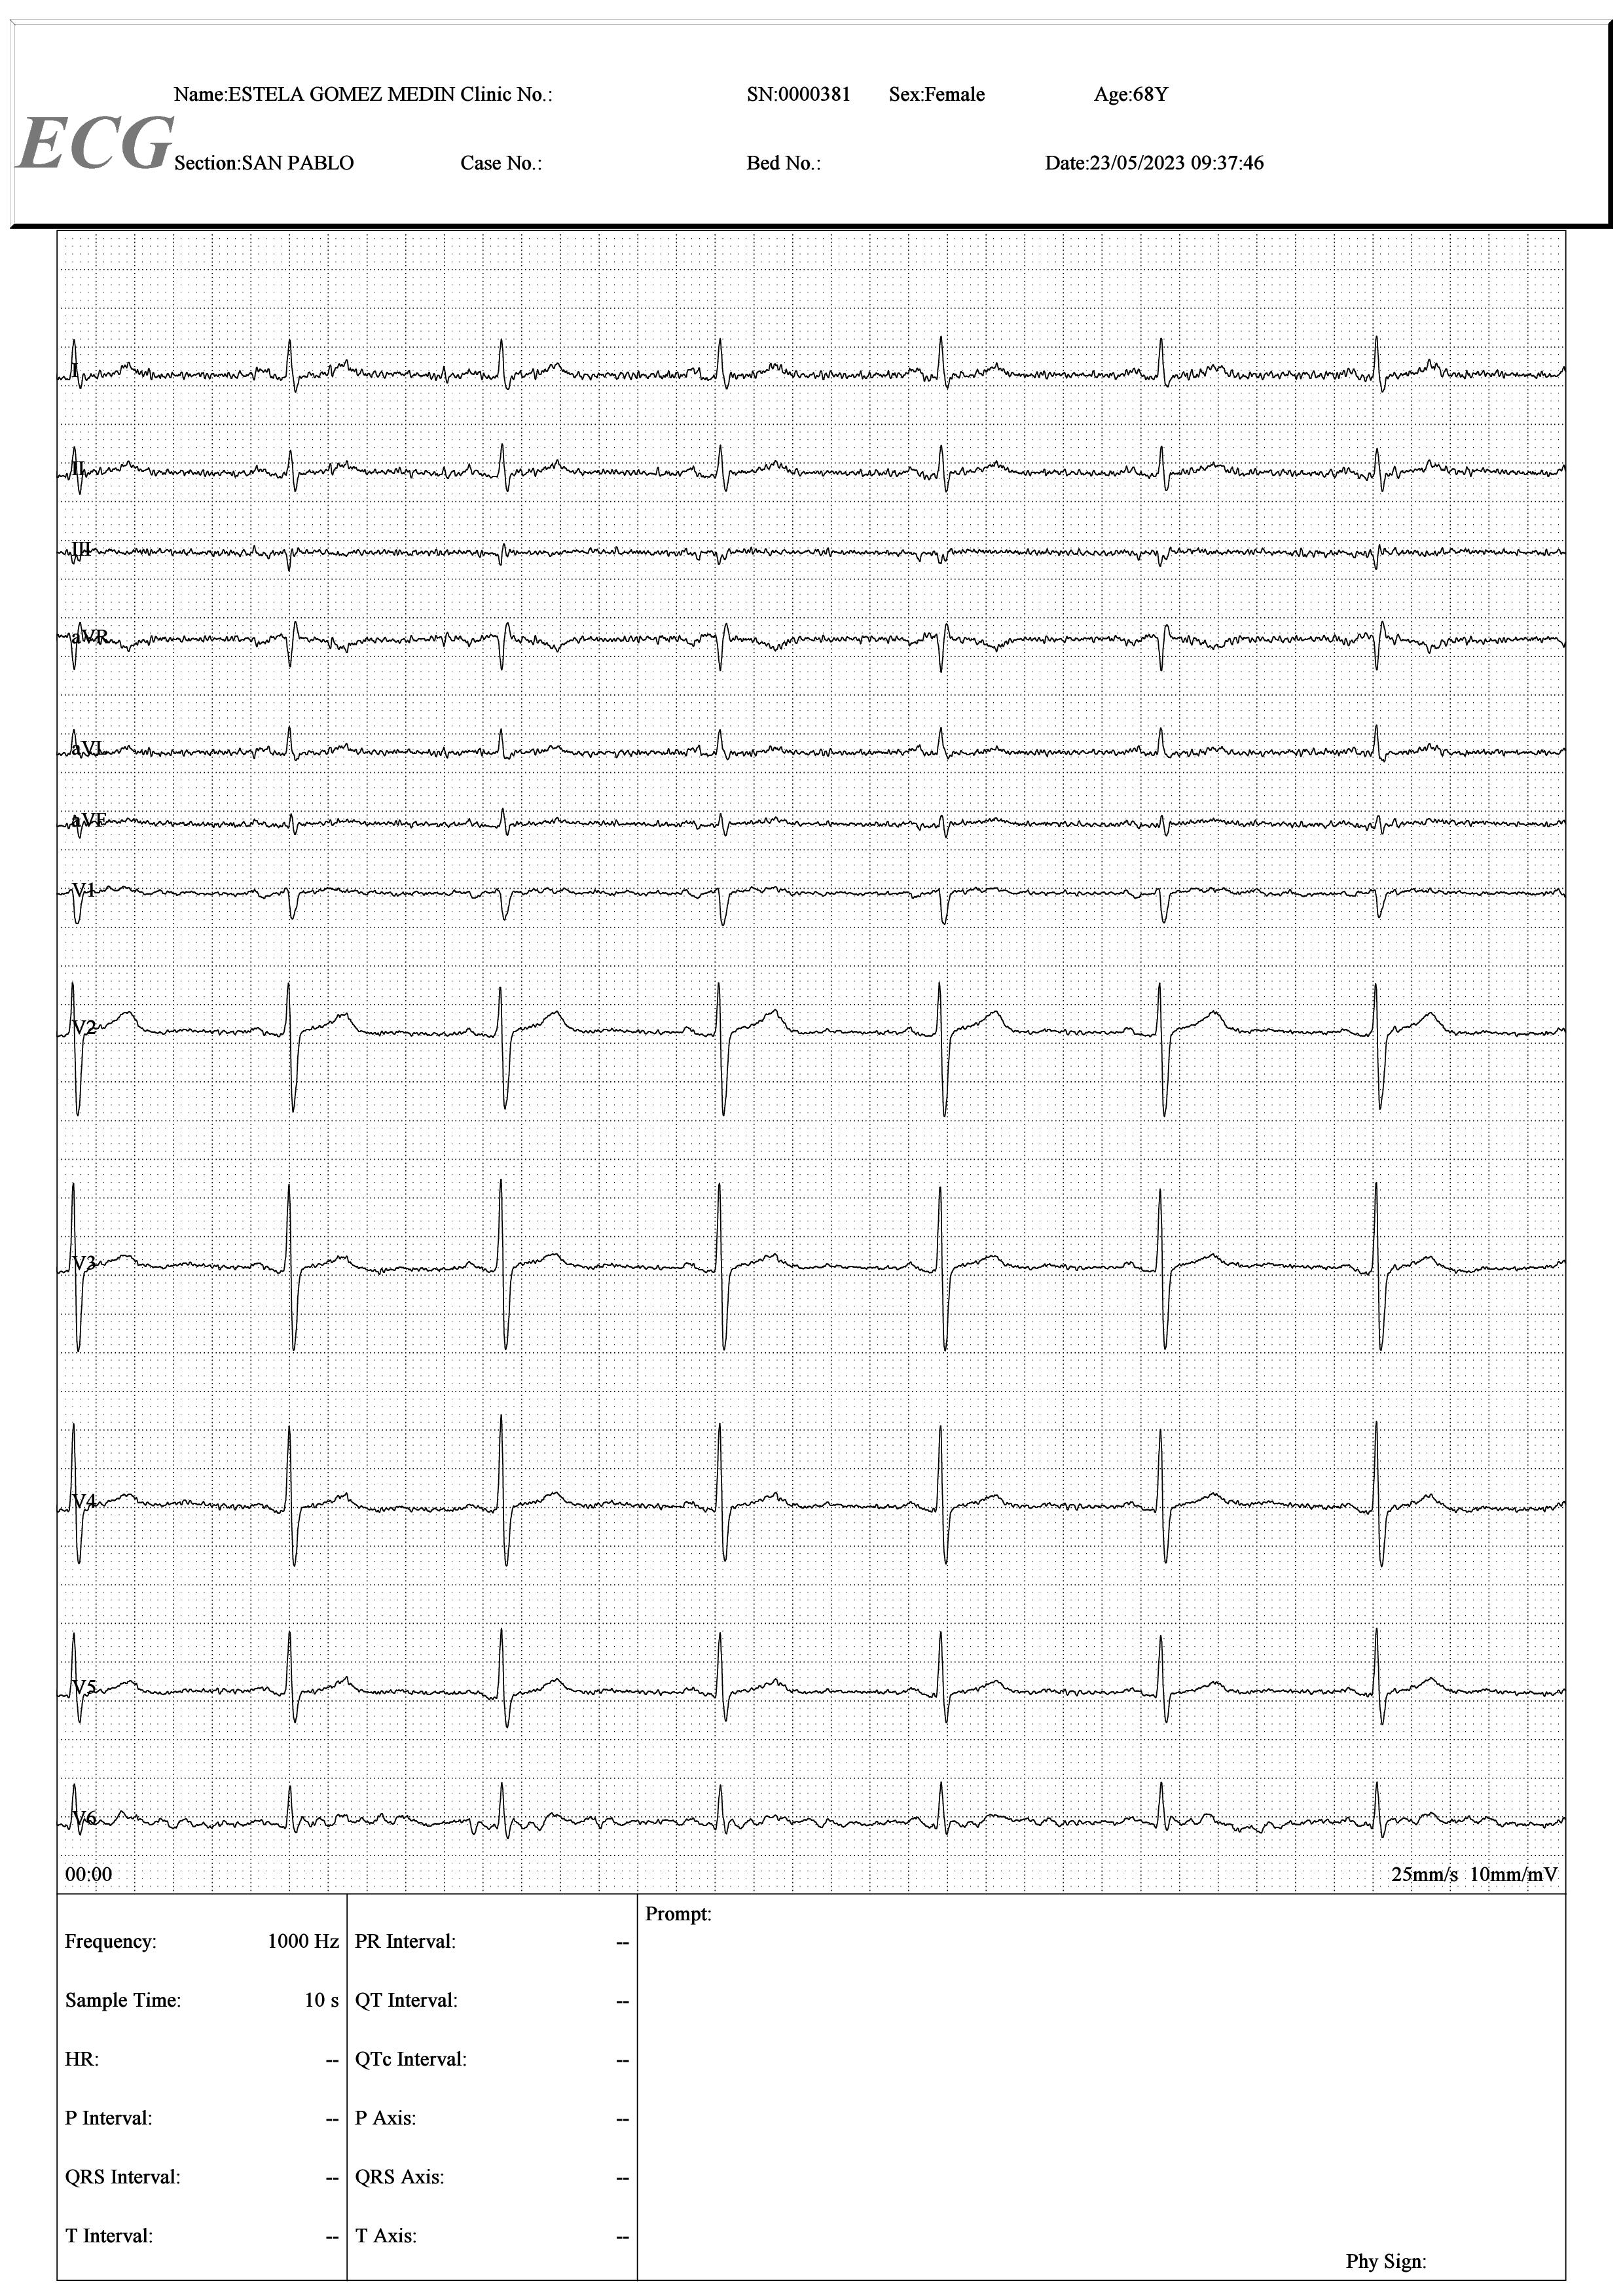 Name:ESTELA GOMEZ MEDIN Clinic No.: SN:0000381 Sex:Female Age:68Y
ECG
Section:SAN PABLO Case No.: Bed No.: Date:23/05/2023 09:37:46
I
II
III
aVR
aVL
aVF
V1
V2
V3
V4
V5
V6
00:00 25mm/s 10mm/mV
Prompt:
Frequency: 1000 Hz PR Interval: --
Sample Time: 10 s QT Interval: --
HR: -- QTc Interval: --
P Interval: -- P Axis: --
QRS Interval: -- QRS Axis: --
T Interval: -- T Axis: --
Phy Sign: